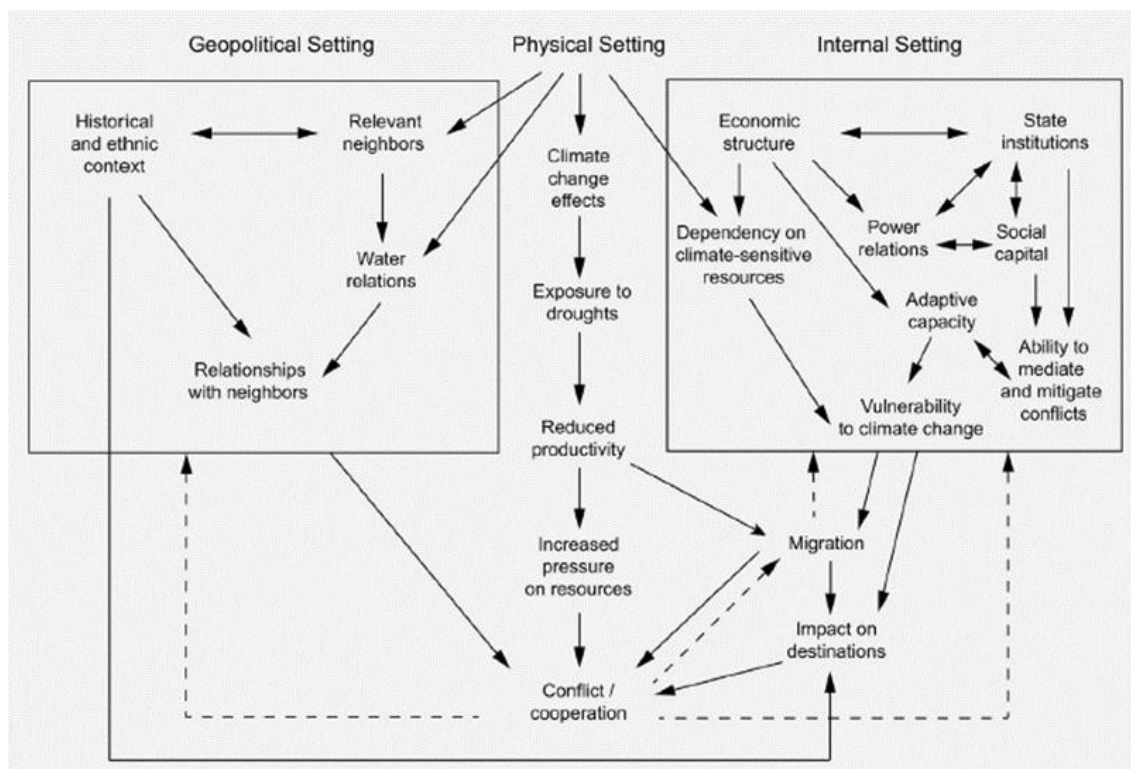 Geopolitical Setting
Physical Setting
Internal Setting
Historical
and ethnic
context
Relevant
neighbors
Water
relations
Relationships
with neighbors
Climate
change
effects
Exposure to
droughts
Reduced
productivity
Increased
pressure
on resources
Conflict /
cooperation
Economic
structure
State
institutions
Power
relations
Social
capital
Dependency on
climate-sensitive
resources
Adaptive
capacity
Ability to
mediate
and mitigate
conflicts
Vulnerability
to climate change
Migration
Impact on
destinations